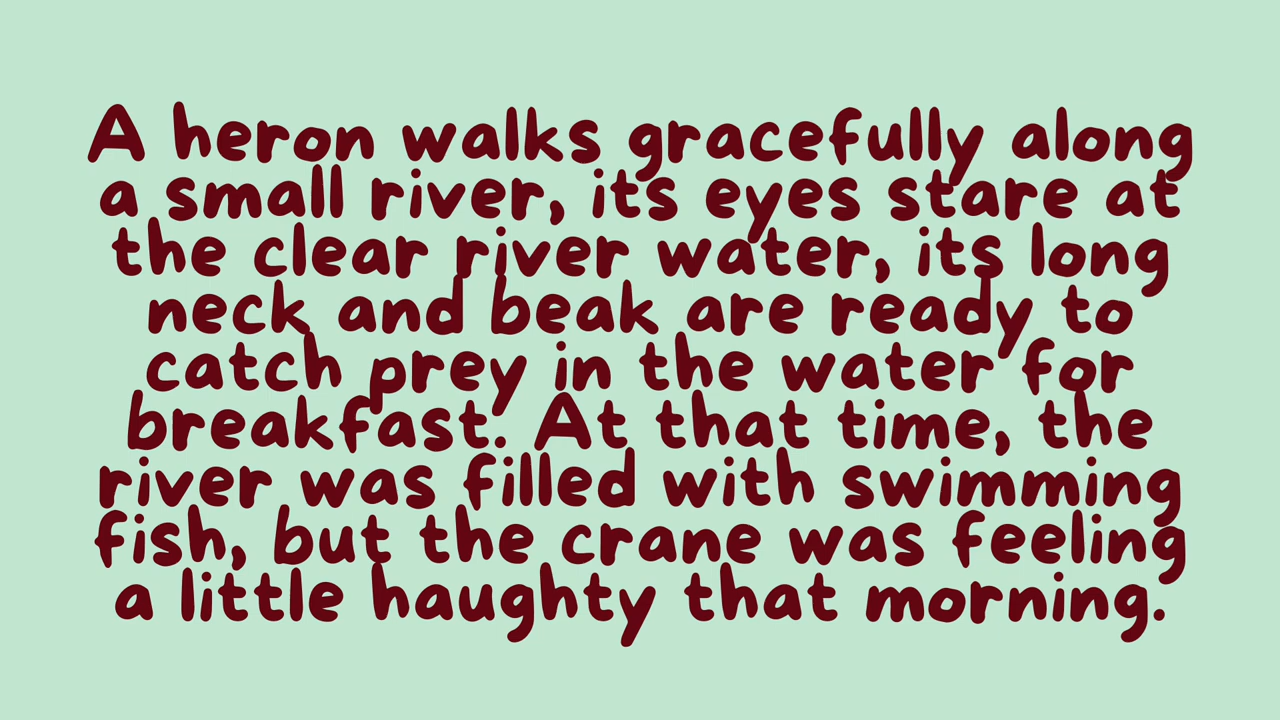 A heron walks gracefully along
a small river, its eyes stare at
the clear river water, its long
neck and beak are ready to
catch prey in the water for
breakfast. At that time, the
river was filled with swimming
fish, but the crane was feeling
a little haughty that morning.